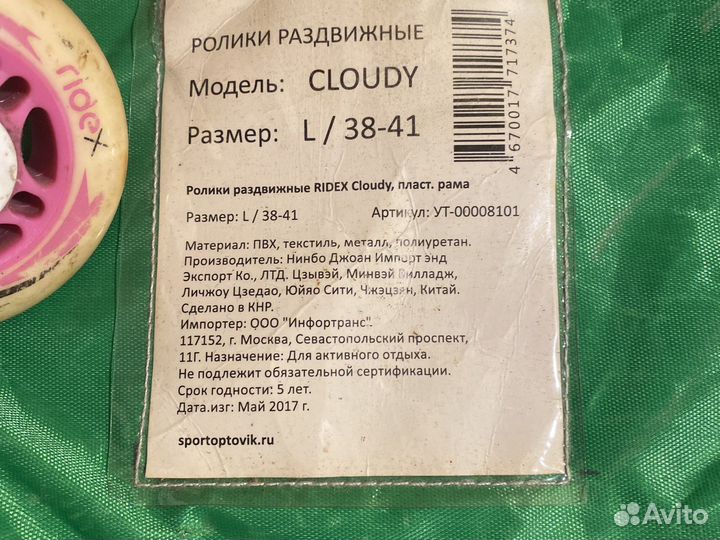 ridex
РОЛИКИ РАЗДВИЖНЫЕ
Модель: CLOUDY
Размер: L / 38-41
4 670017 717374
Ролики раздвижные RIDEX Cloudy, пласт. рама
Размер: L / 38-41 Артикул: УТ-00008101
Материал: ПВХ, текстиль, металл, полиуретан.
Производитель: Нинбо Джоан Импорт энд
Экспорт Ко., ЛТД. Цзывэй, Минвэй Вилладж,
Личжоу Цзедао, Юйяо Сити, Чжэцзян, Китай.
Сделано в КНР.
Импортер: ООО "Инфортранс".
117152, г. Москва, Севастопольский проспект,
11Г. Назначение: Для активного отдыха.
Не подлежит обязательной сертификации.
Срок годности: 5 лет.
Дата.изг: Май 2017 г.
sportoptovik.ru
Avito